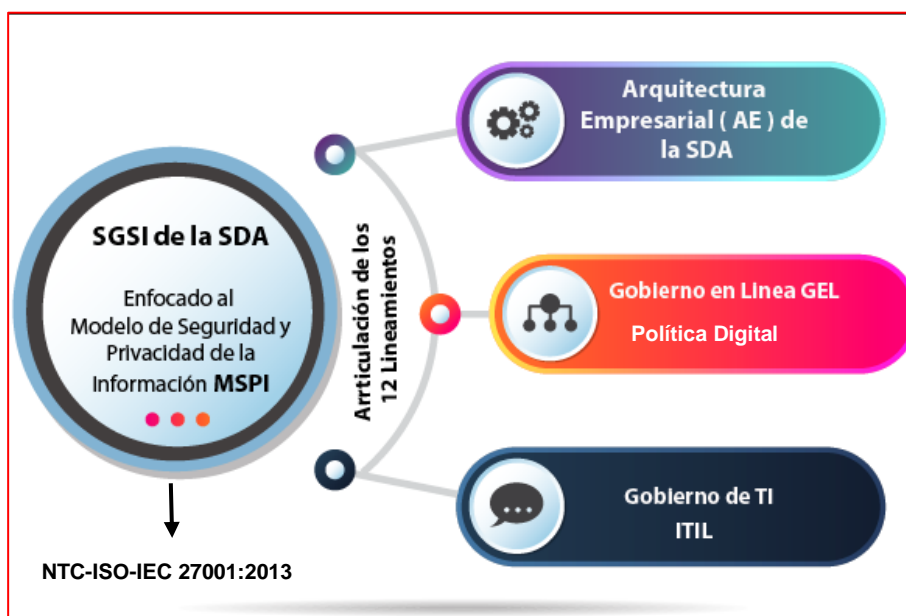 SGSI de la SDA
Enfocado al
Modelo de Seguridad y
Privacidad de la
Información MSPI
NTC-ISO-IEC 27001:2013
Arrticulación de los
12 Lineamientos
Arquitectura
Empresarial ( AE ) de
la SDA
Gobierno en Linea GEL
Política Digital
Gobierno de TI
ITIL